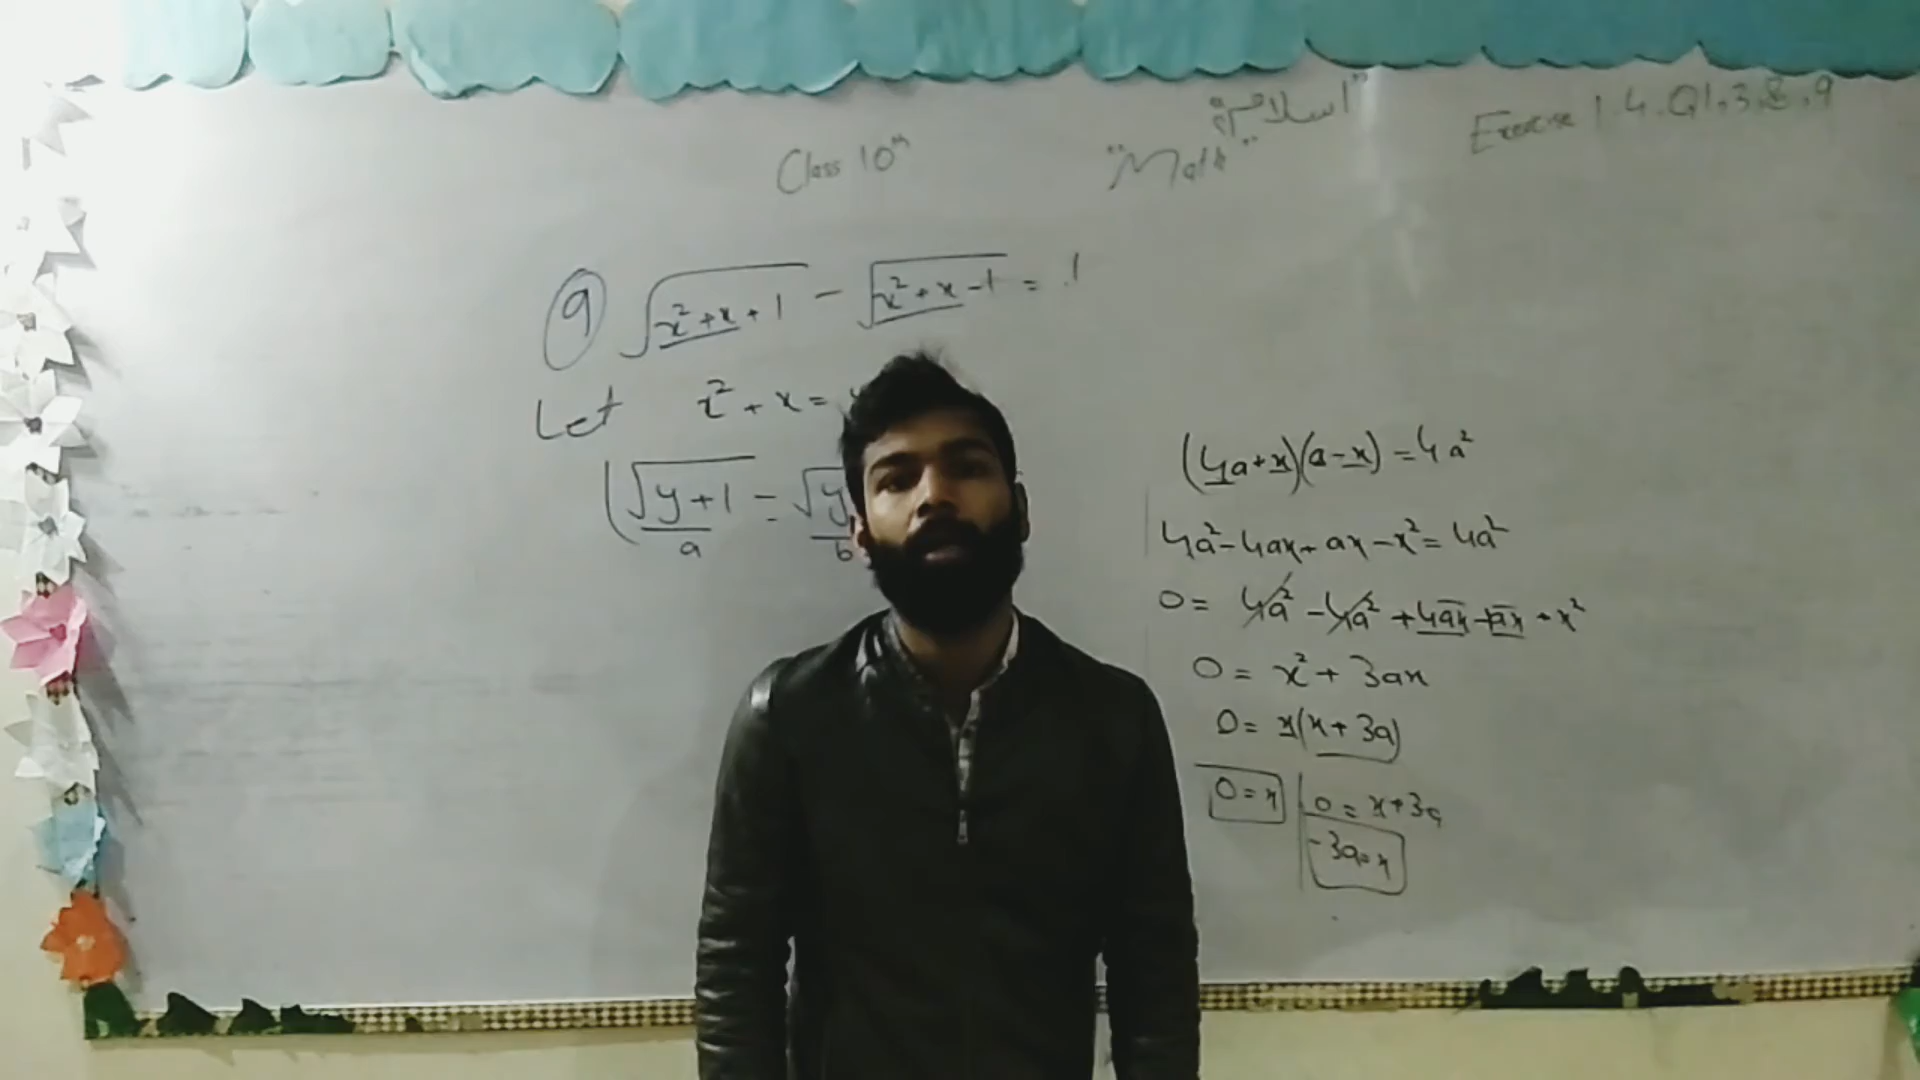 Class 10th
"Math"
Exercise 1.4. Q1,3,8,9
9 √(x²+x+1) - √(x²+x-1) = 1
Let x² + x =
(√(y+1) = √y
a b
(4a+x)(a-x) = 4a²
4a²-4ax+ax-x² = 4a²
0 = 4a² - 4a² + 4ax - ax + x²
0 = x² + 3ax
0 = x(x + 3a)
0 = x 0 = x+3a
-3a = x